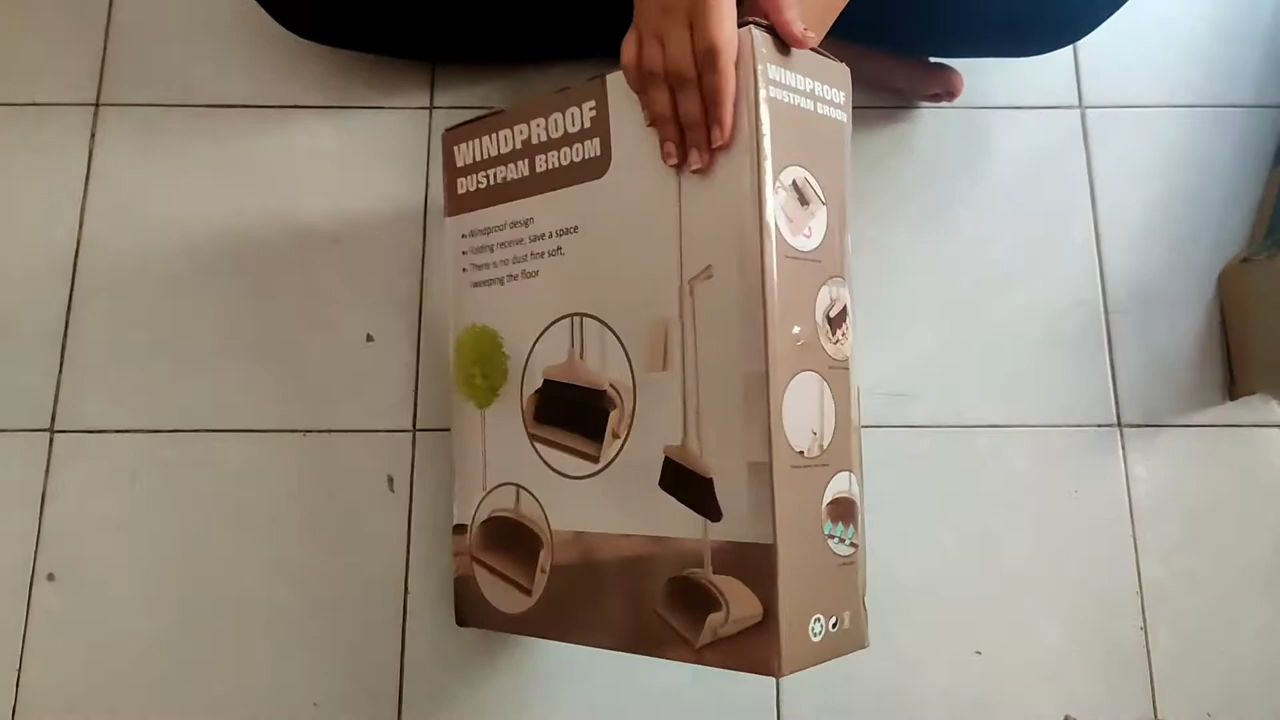 WINDPROOF
DUSTPAN BROOM
Windproof design
Holding receive, save a space
There is no dust fine soft,
sweeping the floor
WINDPROOF
DUSTPAN BROOM